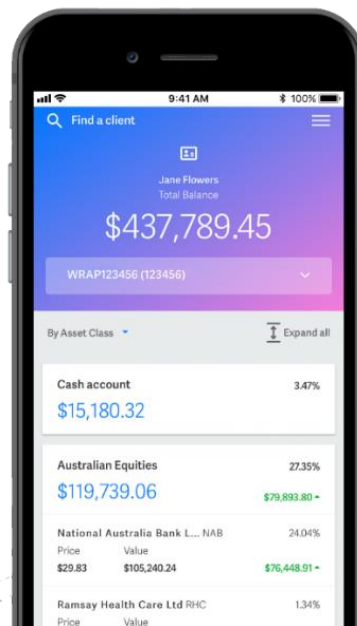 9:41 AM 100%
Find a client
Jane Flowers
Total Balance
$437,789.45
WRAP123456 (123456)
By Asset Class Expand all
Cash account 3.47%
$15,180.32
Australian Equities 27.35%
$119,739.06 $79,893.80
National Australia Bank L... NAB 24.04%
Price Value
$29.83 $105,240.24 $76,448.91
Ramsay Health Care Ltd RHC 1.34%
Price Value